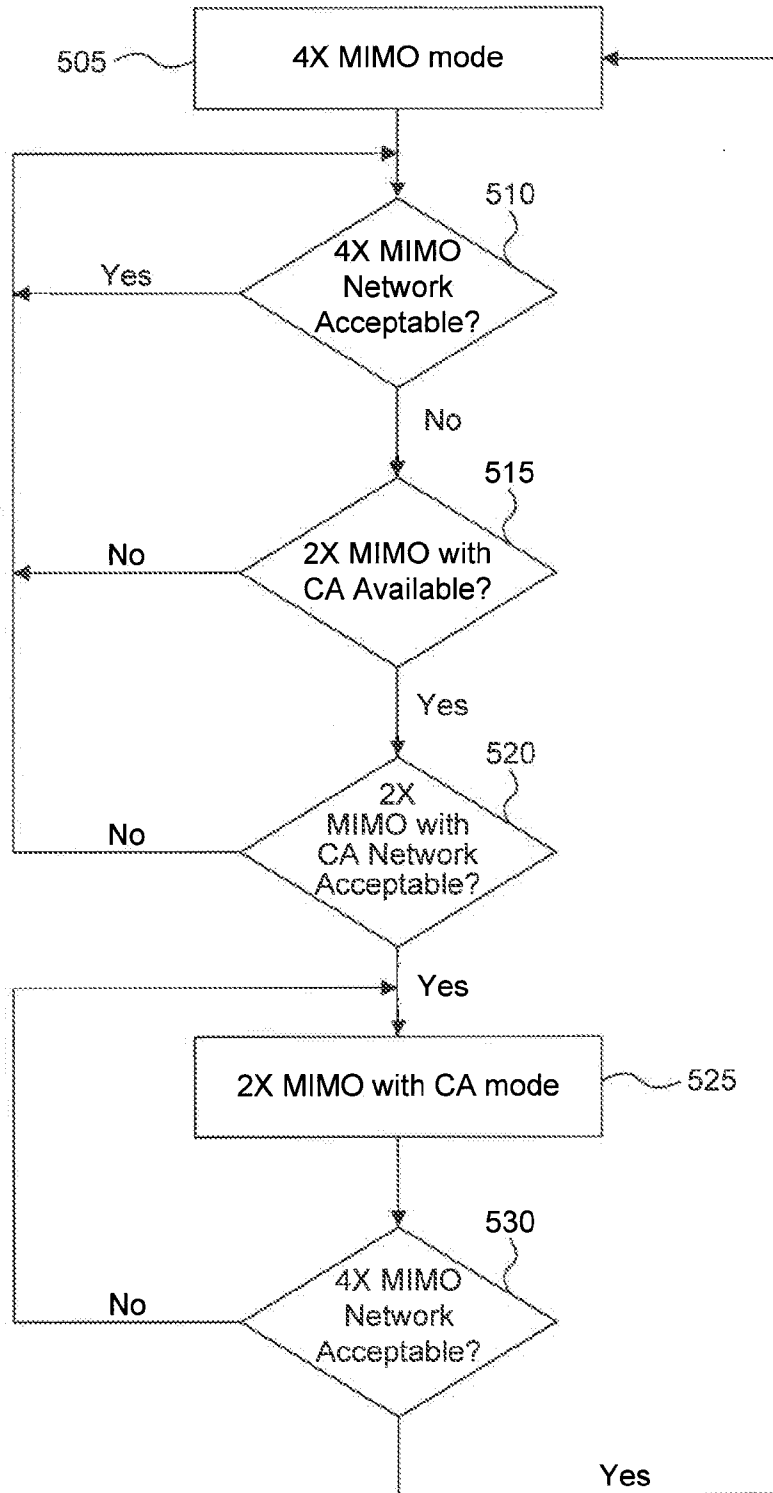 505
4X MIMO mode
510
4X MIMO
Network
Acceptable?
Yes
No
515
2X MIMO with
CA Available?
No
Yes
520
2X
MIMO with
CA Network
Acceptable?
No
Yes
2X MIMO with CA mode
525
530
4X MIMO
Network
Acceptable?
No
Yes